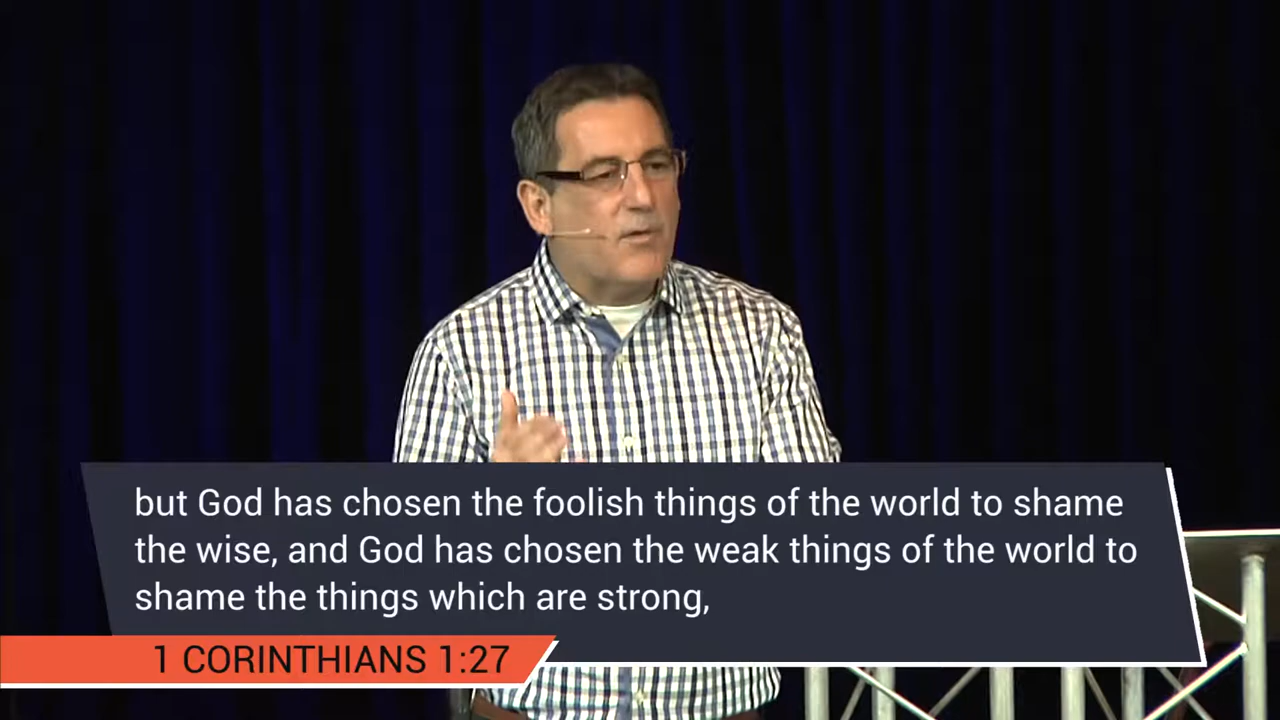 but God has chosen the foolish things of the world to shame
the wise, and God has chosen the weak things of the world to
shame the things which are strong,
1 CORINTHIANS 1:27